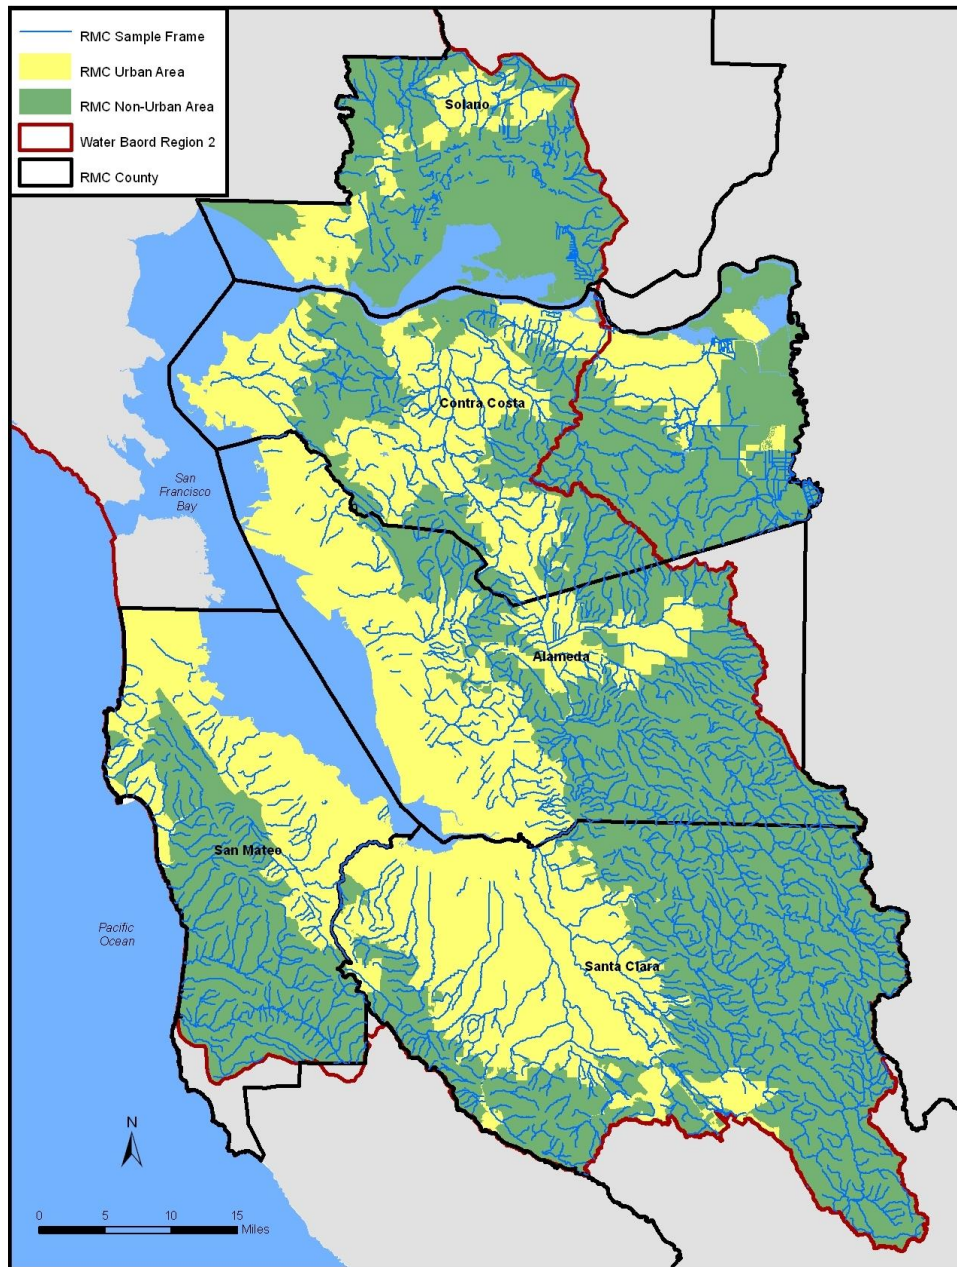 RMC Sample Frame
RMC Urban Area
RMC Non-Urban Area
Water Baord Region 2
RMC County
Solano
Contra Costa
San
Francisco
Bay
Alameda
San Mateo
Pacific
Ocean
Santa Clara
N
0 5 10 15
Miles